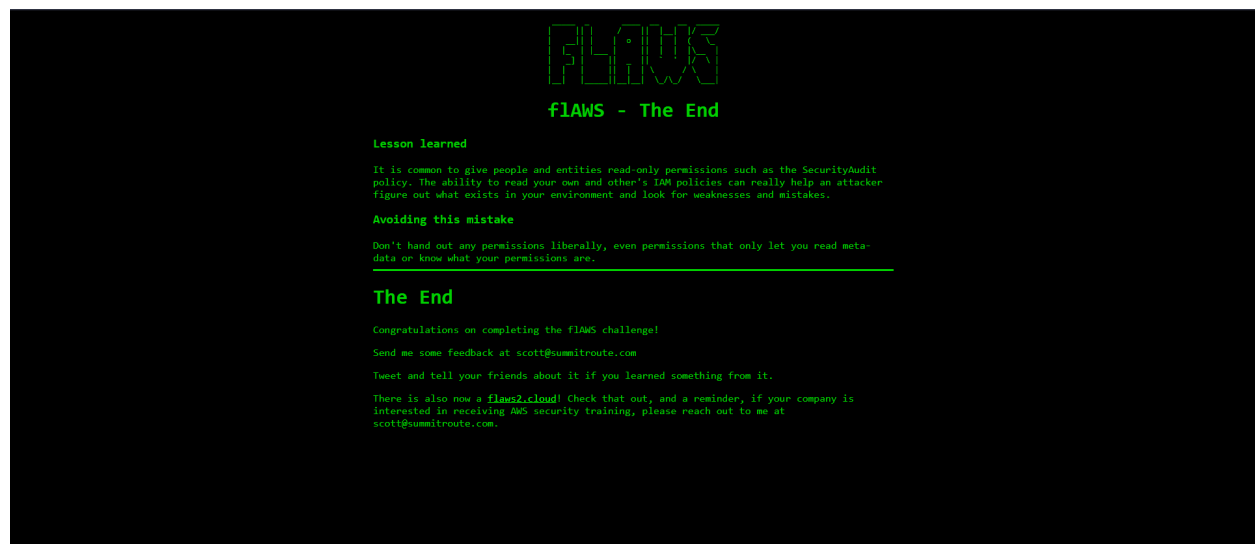 FLAWS
flAWS - The End
Lesson learned
It is common to give people and entities read-only permissions such as the SecurityAudit
policy. The ability to read your own and other's IAM policies can really help an attacker
figure out what exists in your environment and look for weaknesses and mistakes.
Avoiding this mistake
Don't hand out any permissions liberally, even permissions that only let you read meta-
data or know what your permissions are.
The End
Congratulations on completing the flAWS challenge!
Send me some feedback at scott@summitroute.com
Tweet and tell your friends about it if you learned something from it.
There is also now a flaws2.cloud! Check that out, and a reminder, if your company is
interested in receiving AWS security training, please reach out to me at
scott@summitroute.com.